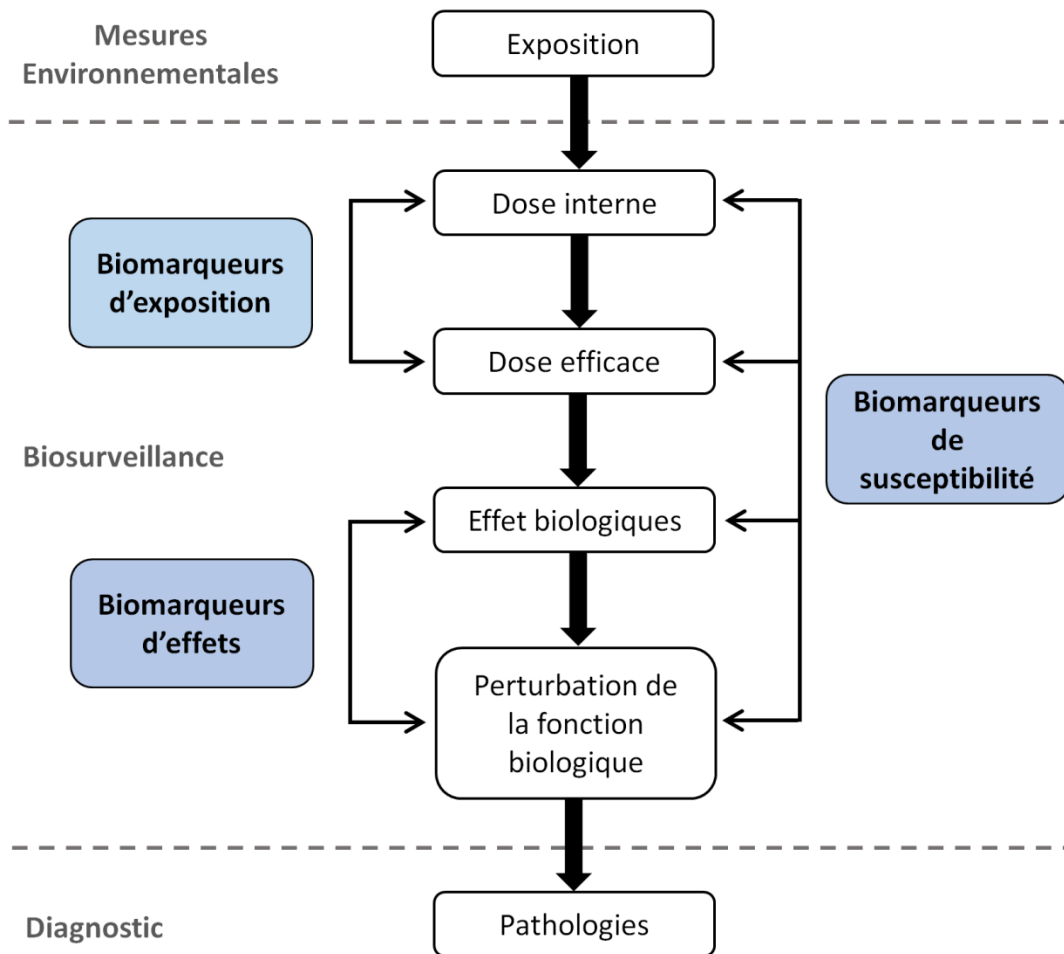 Mesures
Environnementales
Exposition
Dose interne
Biomarqueurs
d’exposition
Dose efficace
Biomarqueurs
de
susceptibilité
Biosurveillance
Effet biologiques
Biomarqueurs
d’effets
Perturbation de
la fonction
biologique
Diagnostic
Pathologies